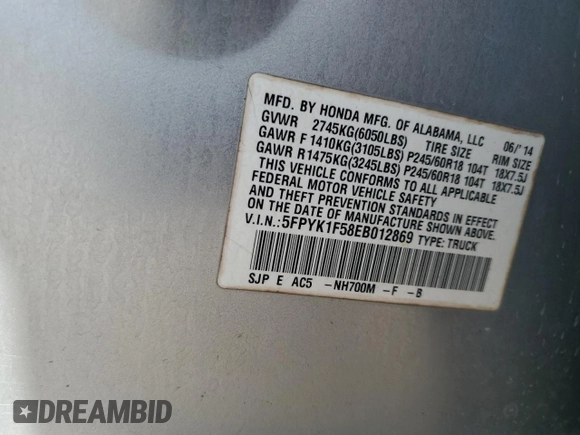 MFD. BY HONDA MFG. OF ALABAMA, LLC 06/'14
GVWR 2745KG(6050LBS) TIRE SIZE RIM SIZE
GAWR F 1410KG(3105LBS) P245/60R18 104T 18X7.5J
GAWR R1475KG(3245LBS) P245/60R18 104T 18X7.5J
THIS VEHICLE CONFORMS TO ALL APPLICABLE
FEDERAL MOTOR VEHICLE SAFETY
AND THEFT PREVENTION STANDARDS IN EFFECT
ON THE DATE OF MANUFACTURE SHOWN ABOVE.
V.I.N.:5FPYK1F58EB012869 TYPE: TRUCK
SJP E AC5 -NH700M -F -B
DREAMBID